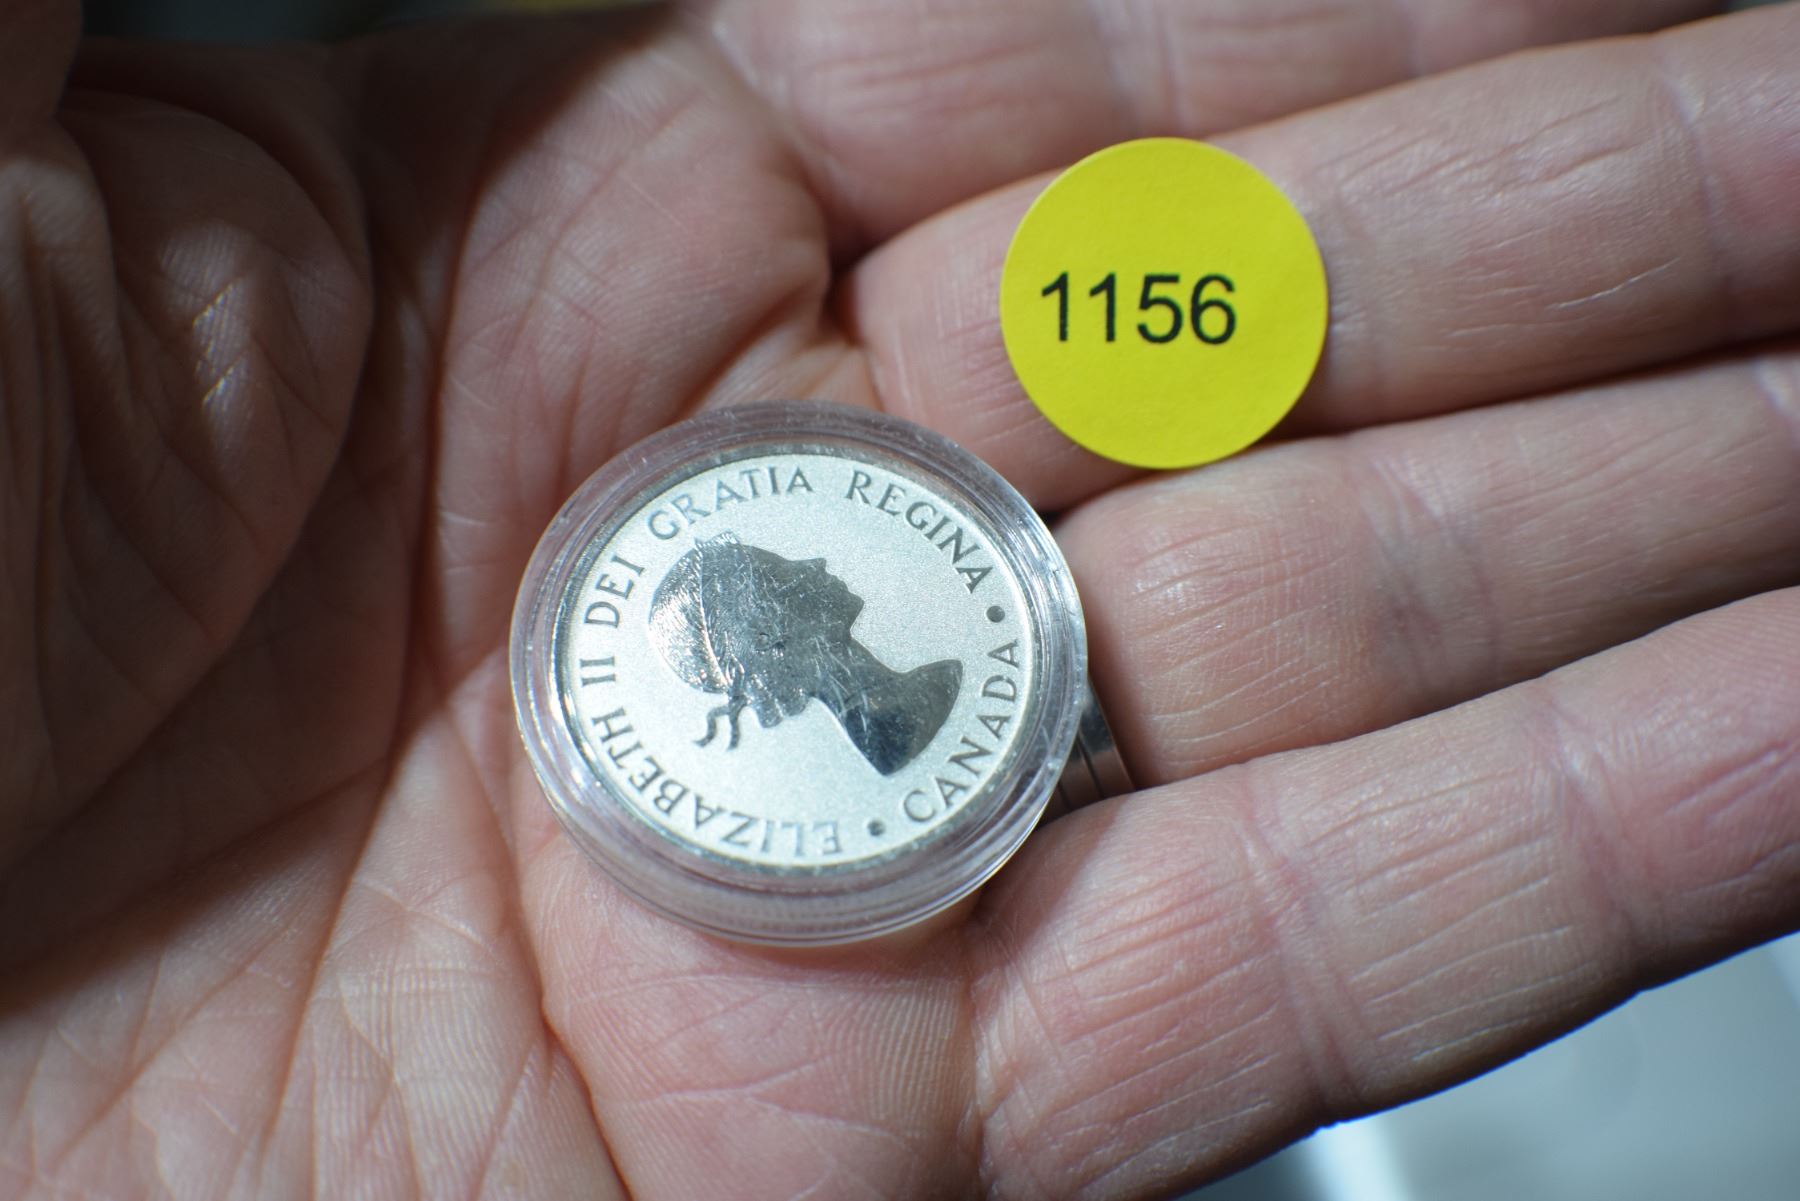 1156
ELIZABETH II DEI GRATIA REGINA • CANADA •